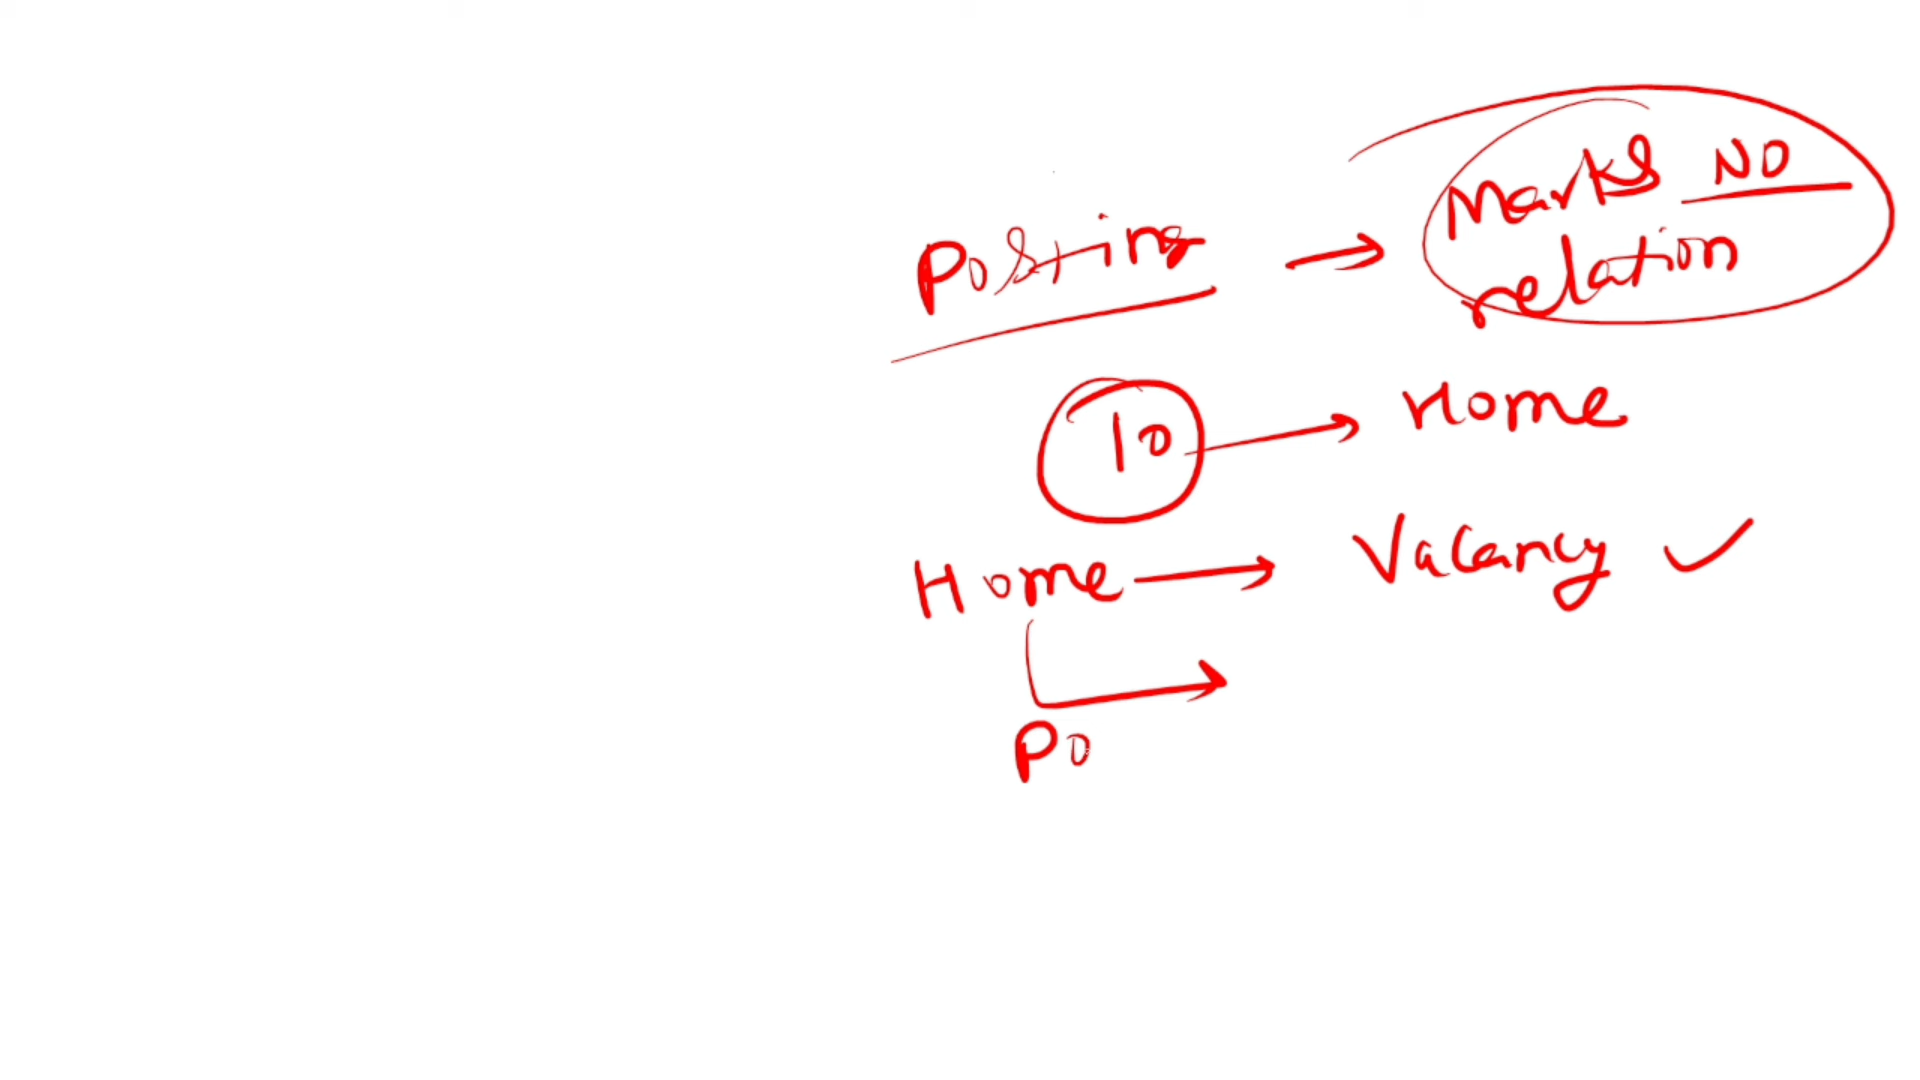 Marks NO
Posting → relation
10 → Home
Home → Vacancy ✓
Po